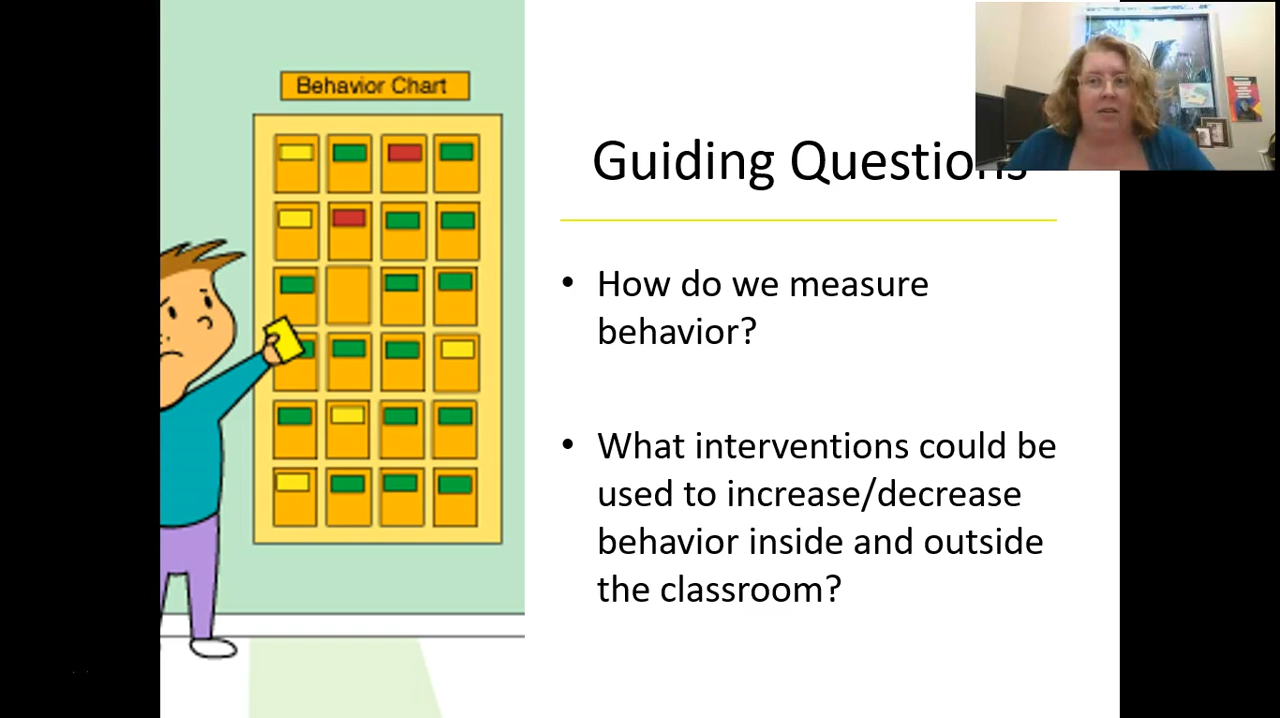 Behavior Chart
Guiding Questions
• How do we measure
behavior?
• What interventions could be
used to increase/decrease
behavior inside and outside
the classroom?